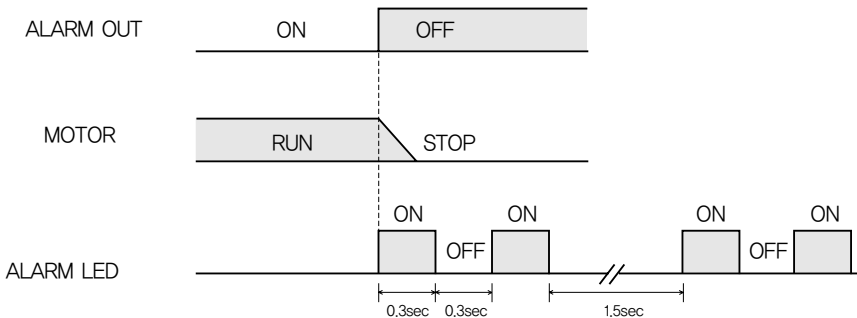 ALARM OUT ON OFF
MOTOR RUN STOP
ON ON ON ON
ALARM LED OFF OFF
0.3sec 0.3sec 1.5sec